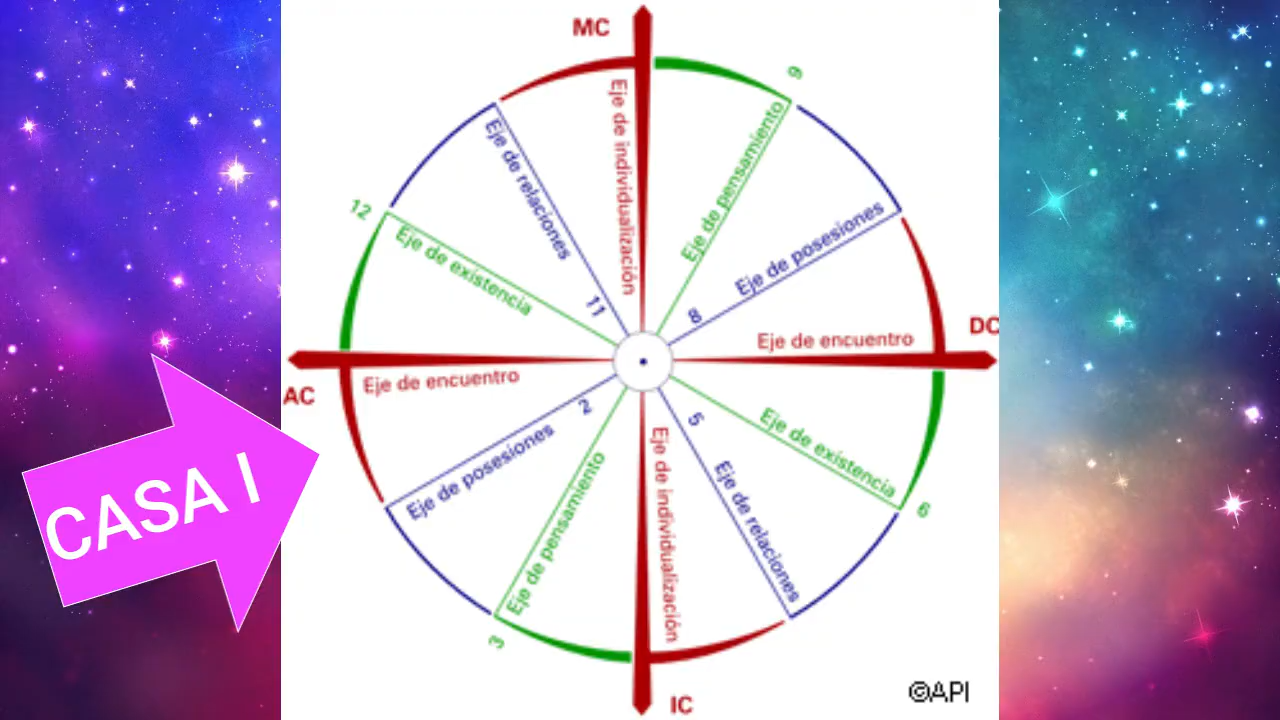 MC
9
Eje de individualización
Eje de pensamiento
Eje de relaciones
Eje de posesiones
12
Eje de existencia
11
8
DC
Eje de encuentro
AC
Eje de encuentro
2
5
Eje de existencia
Eje de posesiones
Eje de pensamiento
Eje de individualización
Eje de relaciones
6
CASA I
3
IC
©API